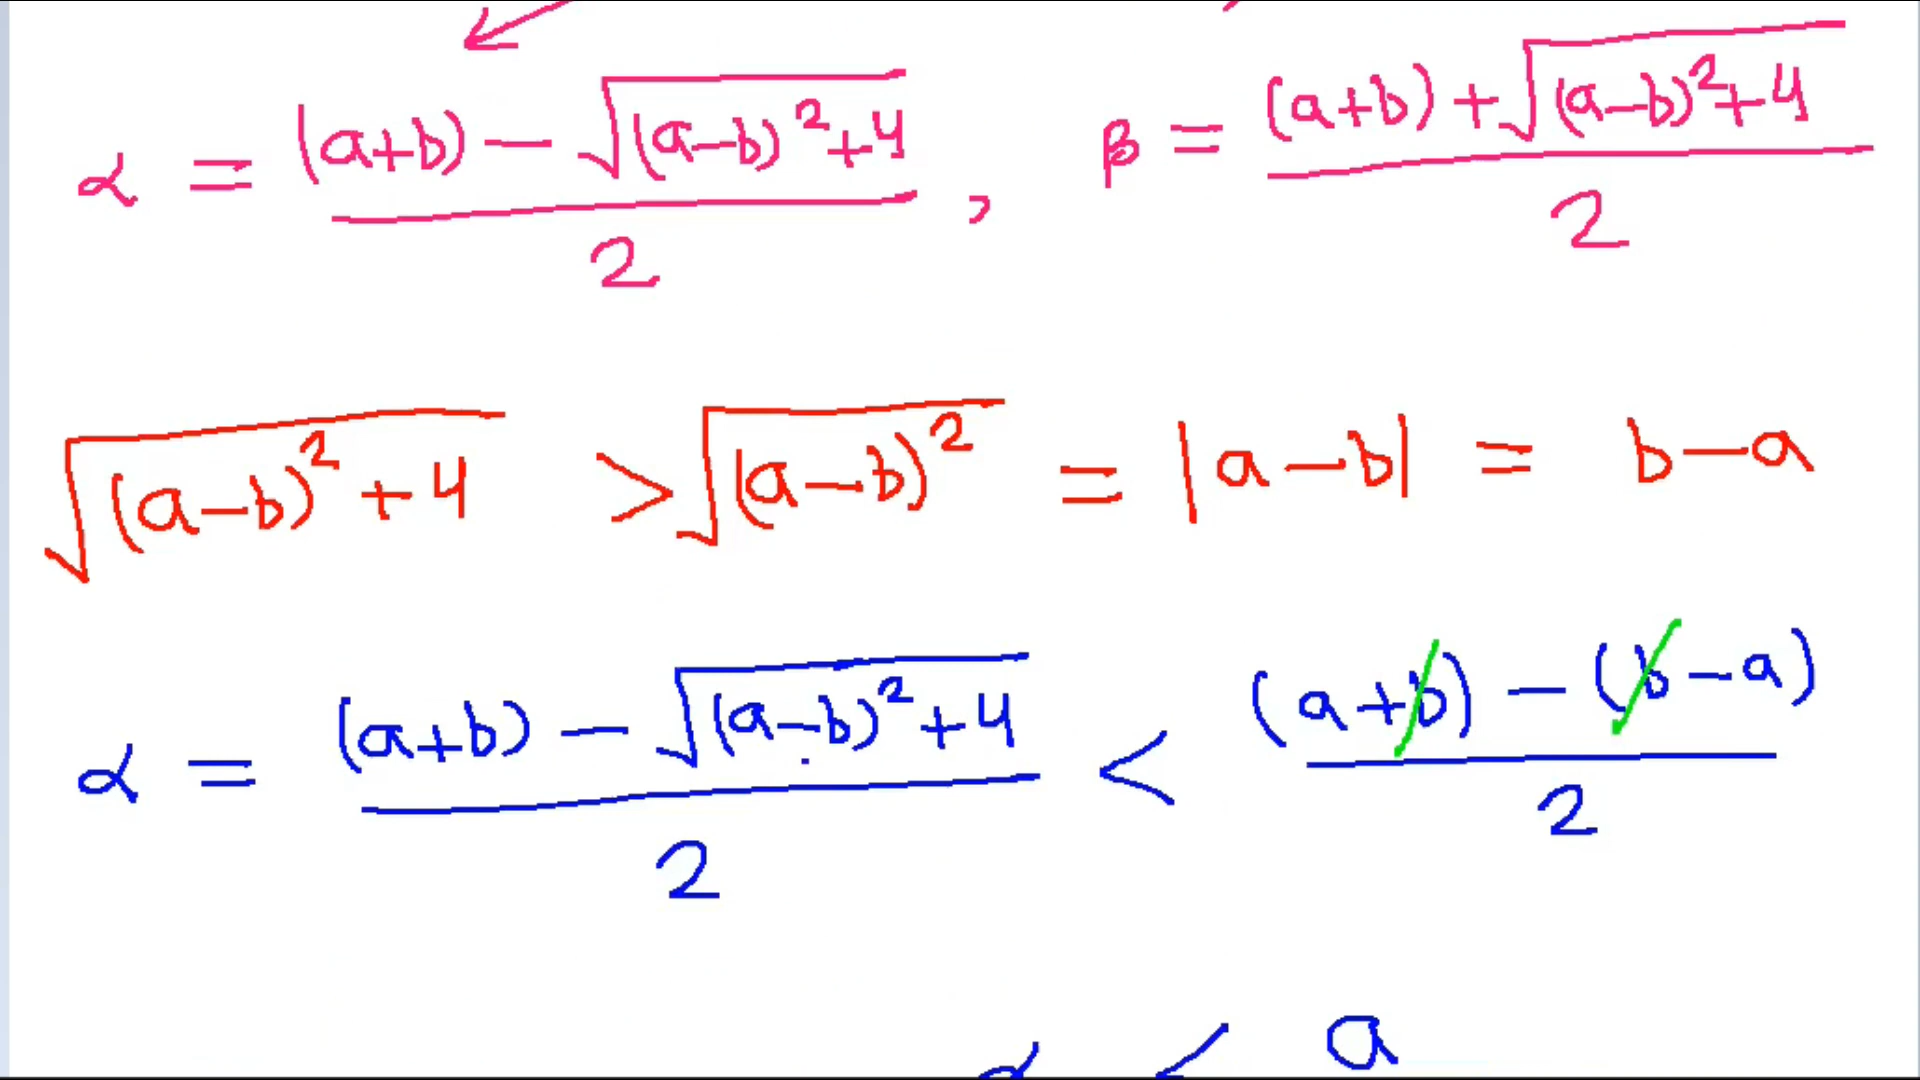 α = (a+b) − √((a−b)² + 4) / 2 , β = (a+b) + √((a−b)² + 4) / 2
√((a−b)² + 4) > √((a−b)²) = |a−b| = b−a
α = (a+b) − √((a−b)² + 4) / 2 < (a+b) − (b−a) / 2
α < a